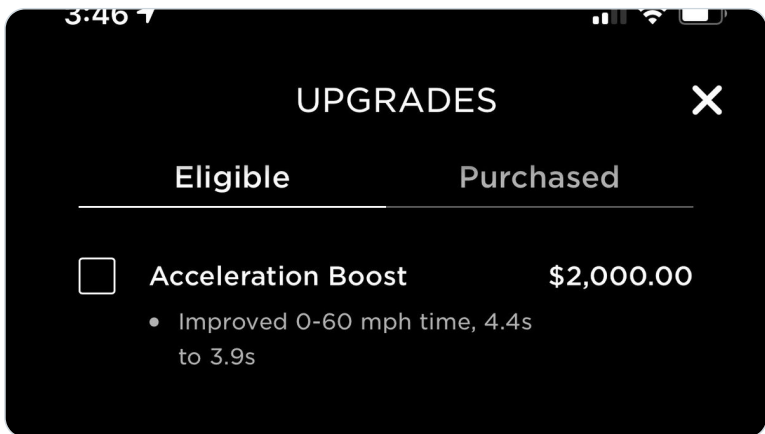 3:46
UPGRADES
Eligible Purchased
Acceleration Boost $2,000.00
• Improved 0-60 mph time, 4.4s
to 3.9s